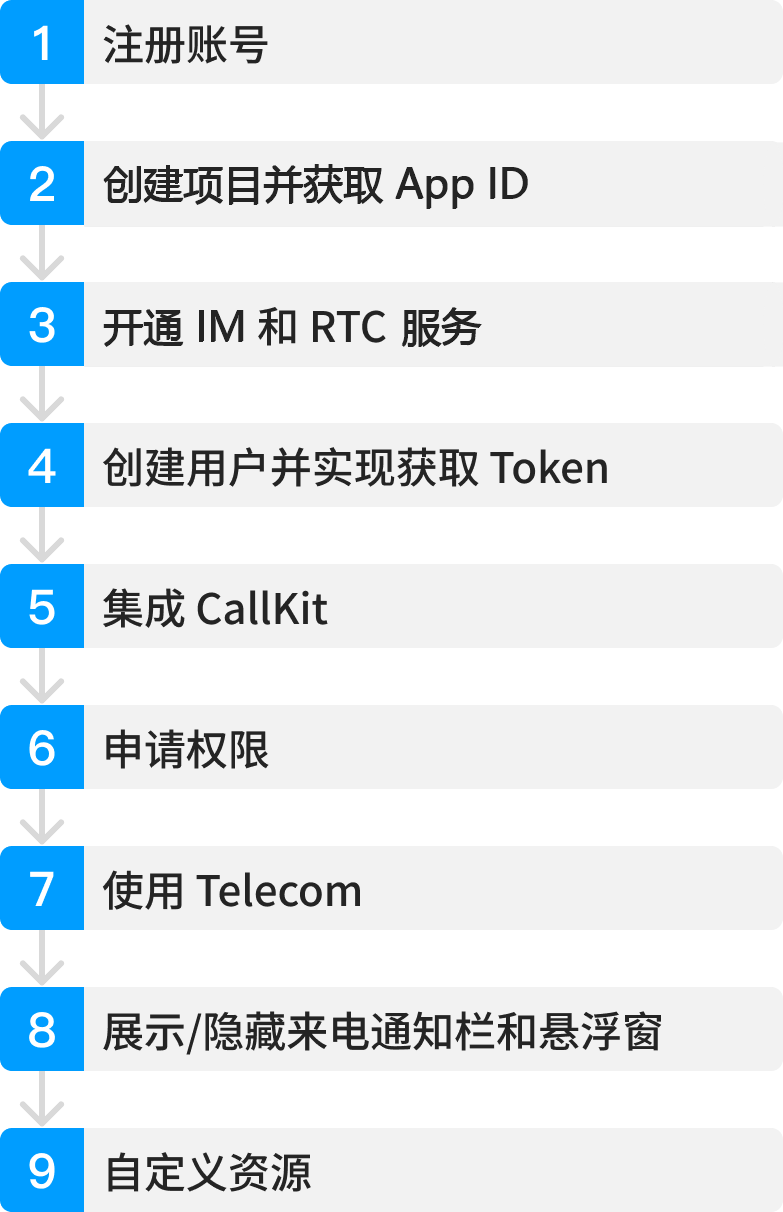 1 注册账号
2 创建项目并获取 App ID
3 开通 IM 和 RTC 服务
4 创建用户并实现获取 Token
5 集成 CallKit
6 申请权限
7 使用 Telecom
8 展示/隐藏来电通知栏和悬浮窗
9 自定义资源